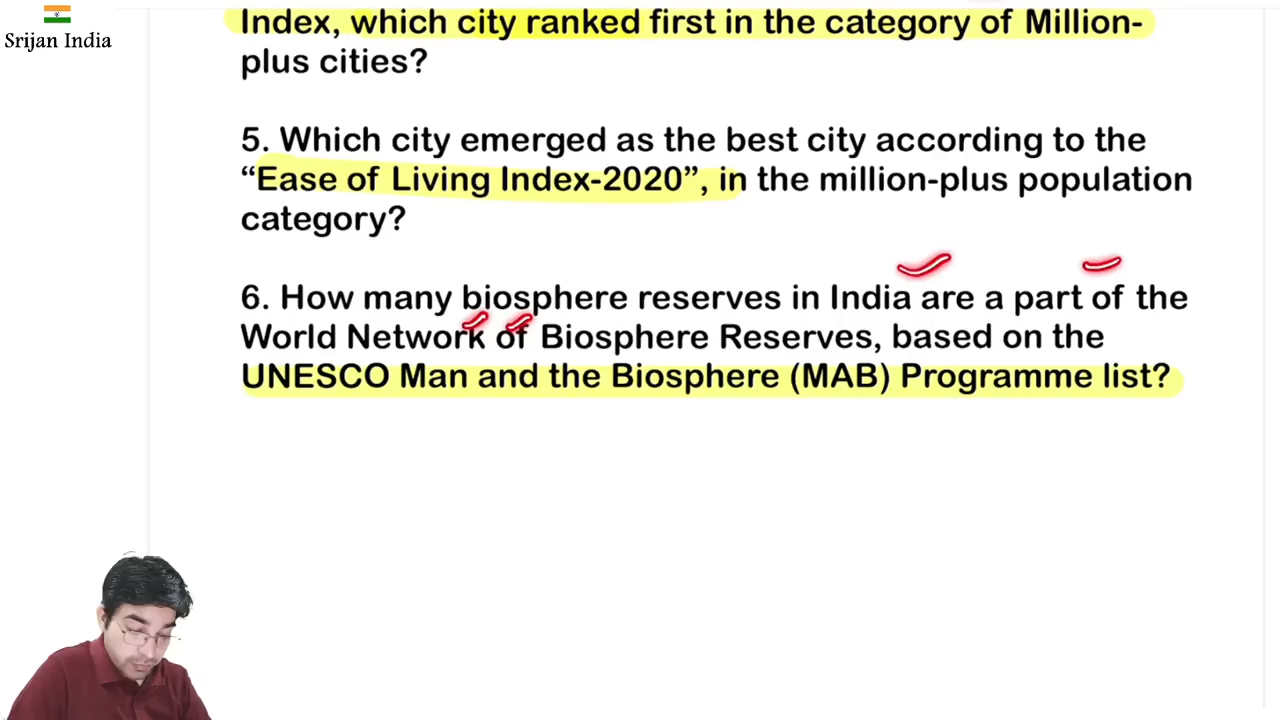 Srijan India
Index, which city ranked first in the category of Million-
plus cities?
5. Which city emerged as the best city according to the
“Ease of Living Index-2020”, in the million-plus population
category?
6. How many biosphere reserves in India are a part of the
World Network of Biosphere Reserves, based on the
UNESCO Man and the Biosphere (MAB) Programme list?